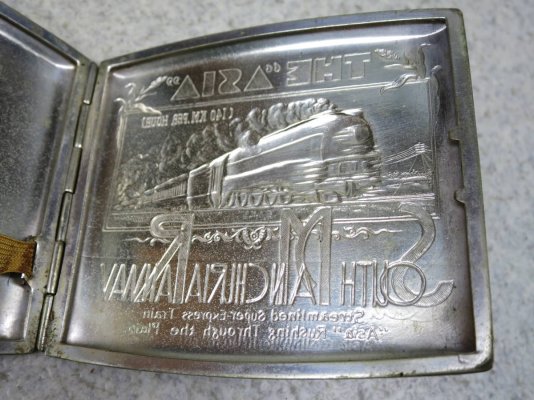 THE "ASIA"
(140 KM. PER HOUR)
SOUTH MANCHURIA RAILWAY
Streamlined Super-Express Train
"Asia" Rushing Through the Plain.